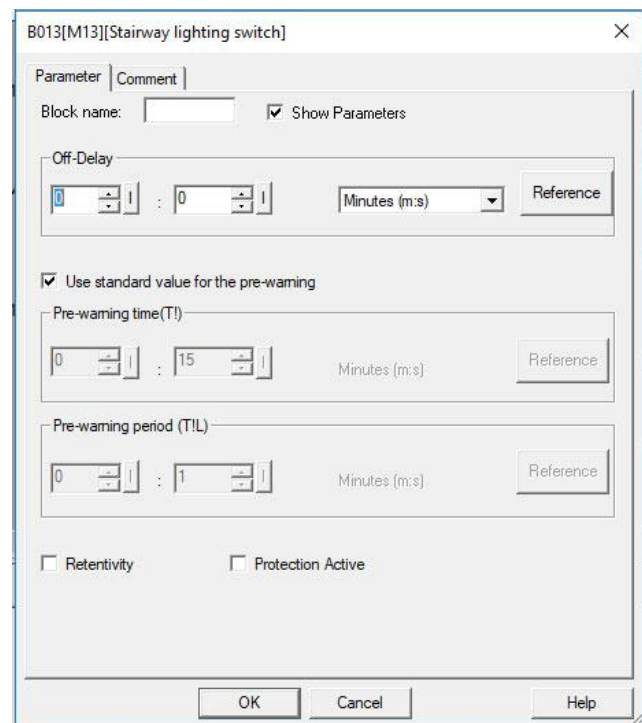 B013[M13][Stairway lighting switch]
Parameter Comment
Block name: Show Parameters
Off-Delay
0 : 0 Minutes (m:s) Reference
Use standard value for the pre-warning
Pre-warning time(T!)
0 : 15 Minutes (m:s) Reference
Pre-warning period (T!L)
0 : 1 Minutes (m:s) Reference
Retentivity Protection Active
OK Cancel Help